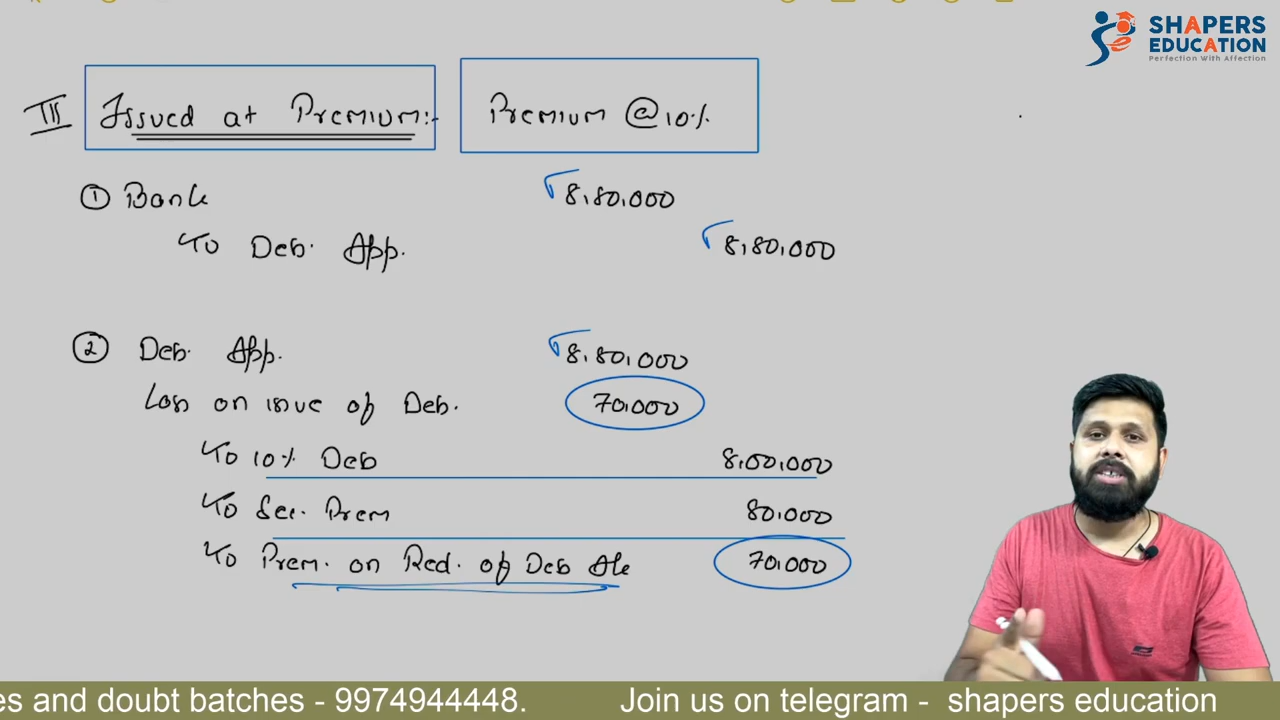 SHAPERS
EDUCATION
Perfection With Affection
III Issued at Premium:- Premium @ 10%
① Bank 8,80,000
To Deb. App. 8,80,000
② Deb. App. 8,80,000
Loss on issue of Deb. 70,000
To 10% Deb 8,00,000
To Sec. Prem 80,000
To Prem. on Red. of Deb A/c 70,000
es and doubt batches - 9974944448. Join us on telegram - shapers education